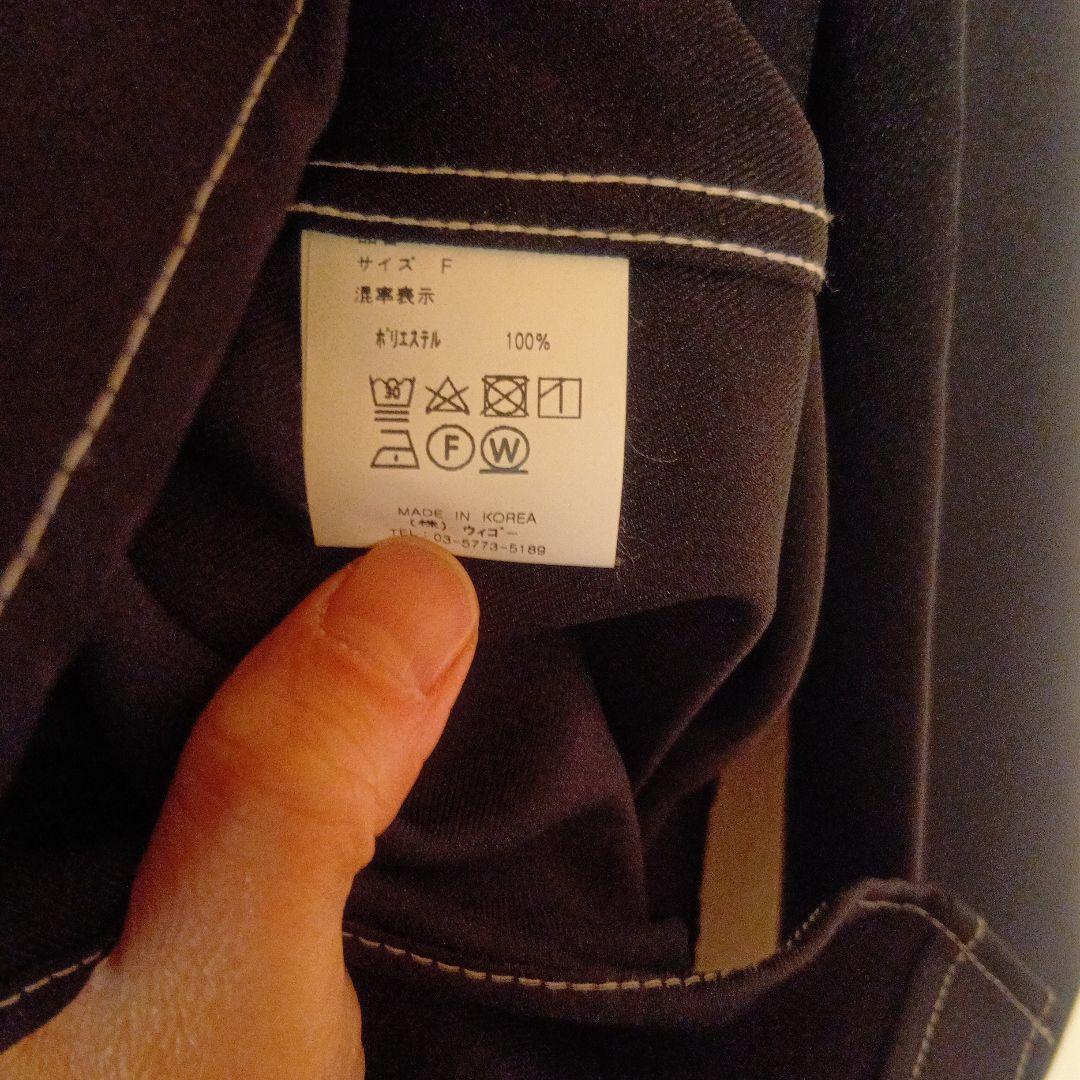 サイズ F
混率表示
ポリエステル 100%
30
F
W
MADE IN KOREA
(株) ウィゴー
TEL:03-5773-5189